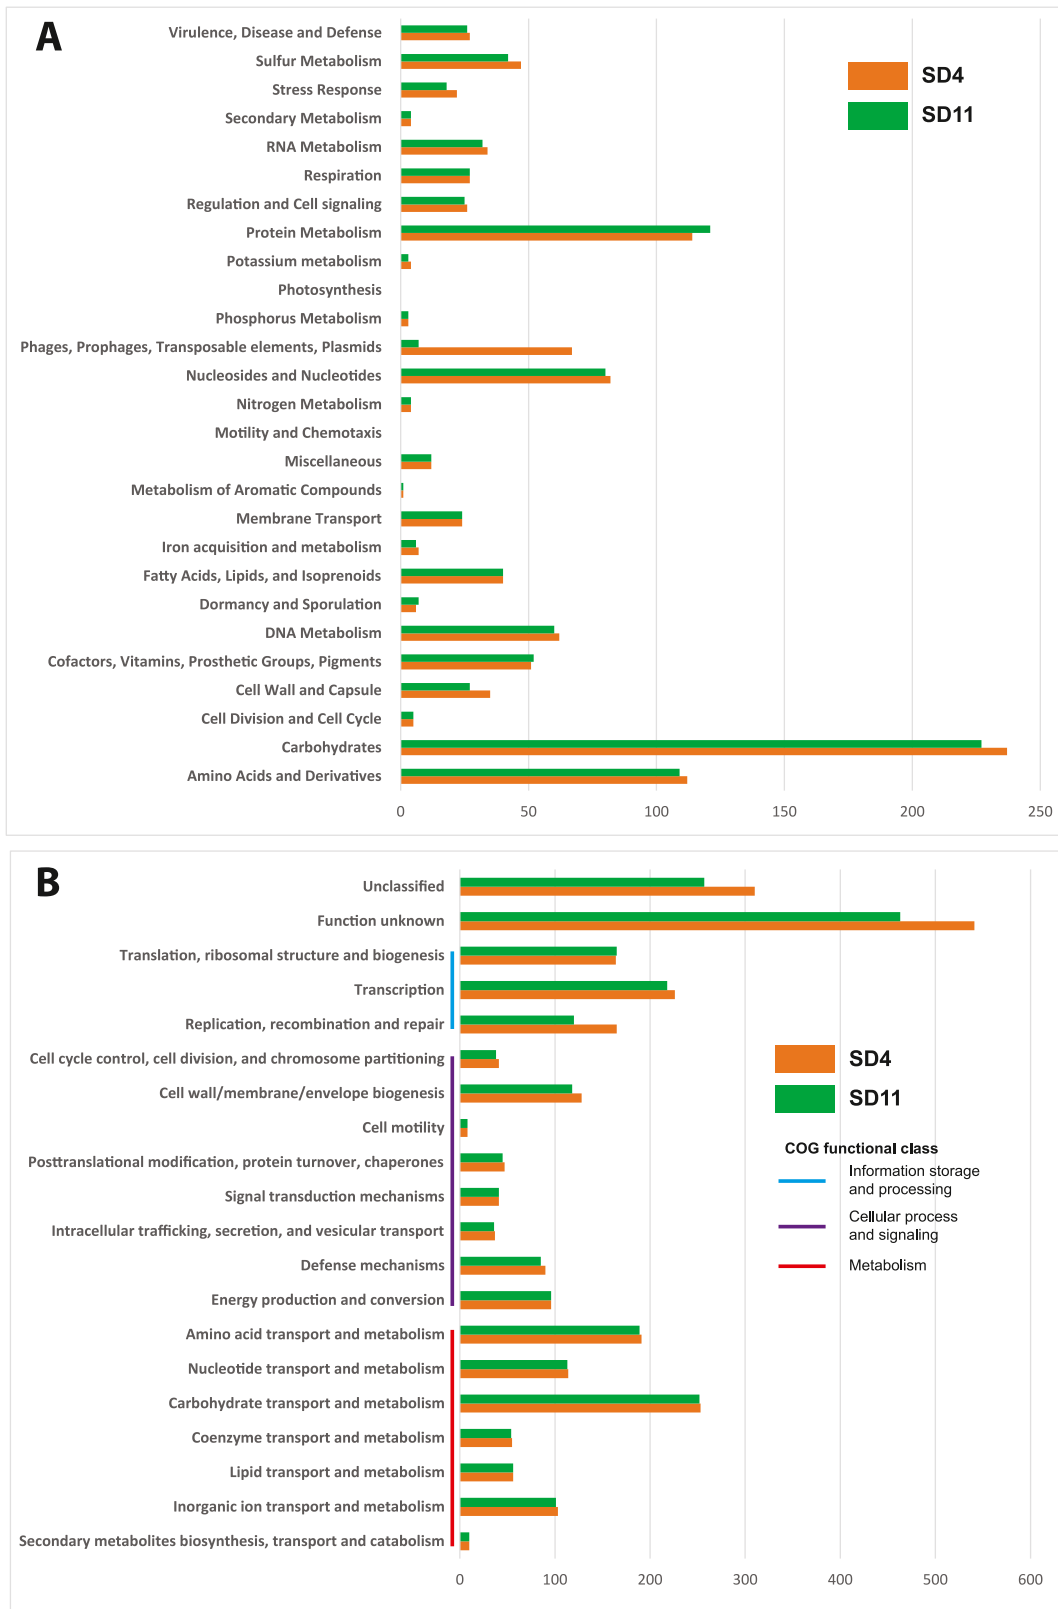 A
Virulence, Disease and Defense
Sulfur Metabolism
Stress Response
Secondary Metabolism
RNA Metabolism
Respiration
Regulation and Cell signaling
Protein Metabolism
Potassium metabolism
Photosynthesis
Phosphorus Metabolism
Phages, Prophages, Transposable elements, Plasmids
Nucleosides and Nucleotides
Nitrogen Metabolism
Motility and Chemotaxis
Miscellaneous
Metabolism of Aromatic Compounds
Membrane Transport
Iron acquisition and metabolism
Fatty Acids, Lipids, and Isoprenoids
Dormancy and Sporulation
DNA Metabolism
Cofactors, Vitamins, Prosthetic Groups, Pigments
Cell Wall and Capsule
Cell Division and Cell Cycle
Carbohydrates
Amino Acids and Derivatives
0 50 100 150 200 250
SD4
SD11
B
Unclassified
Function unknown
Translation, ribosomal structure and biogenesis
Transcription
Replication, recombination and repair
Cell cycle control, cell division, and chromosome partitioning
Cell wall/membrane/envelope biogenesis
Cell motility
Posttranslational modification, protein turnover, chaperones
Signal transduction mechanisms
Intracellular trafficking, secretion, and vesicular transport
Defense mechanisms
Energy production and conversion
Amino acid transport and metabolism
Nucleotide transport and metabolism
Carbohydrate transport and metabolism
Coenzyme transport and metabolism
Lipid transport and metabolism
Inorganic ion transport and metabolism
Secondary metabolites biosynthesis, transport and catabolism
0 100 200 300 400 500 600
SD4
SD11
COG functional class
Information storage
and processing
Cellular process
and signaling
Metabolism